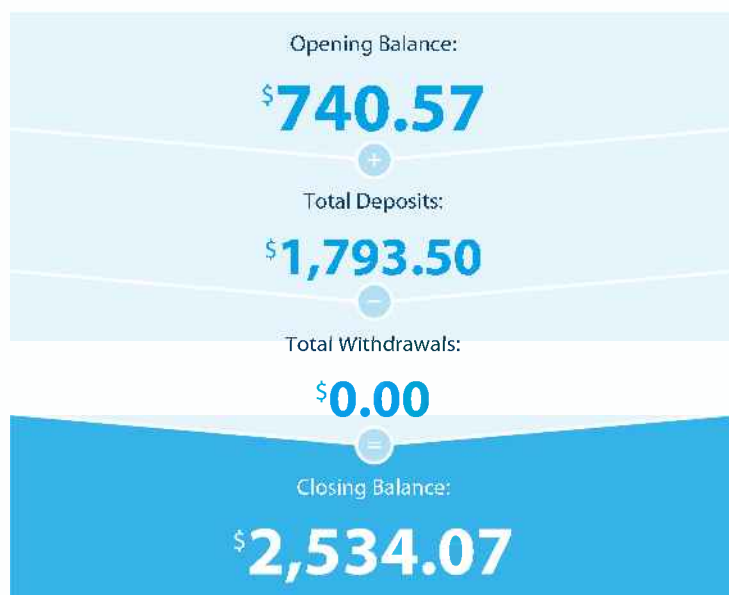 Opening Balance:
$740.57
+
Total Deposits:
$1,793.50
−
Total Withdrawals:
$0.00
=
Closing Balance:
$2,534.07